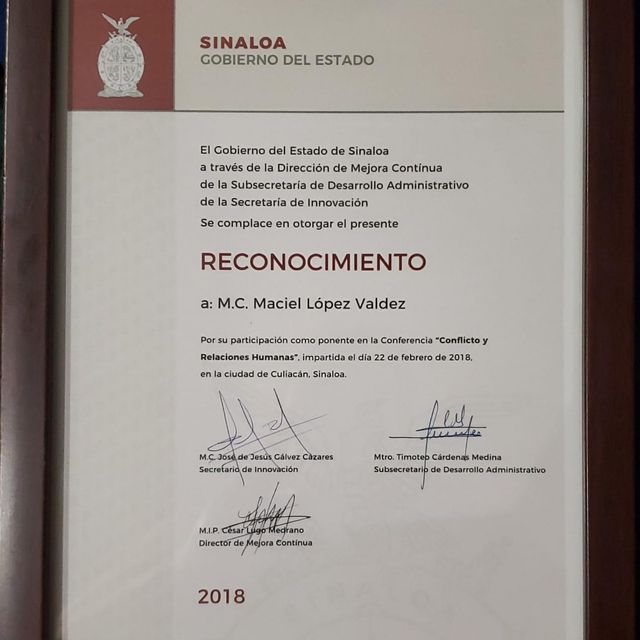 SINALOA
GOBIERNO DEL ESTADO
El Gobierno del Estado de Sinaloa
a través de la Dirección de Mejora Contínua
de la Subsecretaría de Desarrollo Administrativo
de la Secretaría de Innovación
Se complace en otorgar el presente
RECONOCIMIENTO
a: M.C. Maciel López Valdez
Por su participación como ponente en la Conferencia "Conflicto y
Relaciones Humanas", impartida el día 22 de febrero de 2018,
en la ciudad de Culiacán, Sinaloa.
M.C. José de Jesús Gálvez Cázares
Secretario de Innovación
Mtro. Timoteo Cárdenas Medina
Subsecretario de Desarrollo Administrativo
M.I.P. César Lugo Medrano
Director de Mejora Contínua
2018